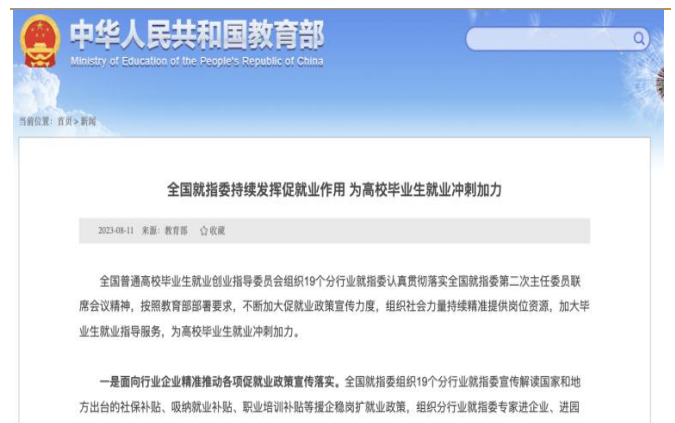 中华人民共和国教育部
Ministry of Education of the People's Republic of China
当前位置：首页>新闻
全国就指委持续发挥促就业作用 为高校毕业生就业冲刺加力
2023-08-11 来源：教育部 ☆收藏
全国普通高校毕业生就业创业指导委员会组织19个分行业就指委认真贯彻落实全国就指委第二次主任委员联
席会议精神，按照教育部部署要求，不断加大促就业政策宣传力度，组织社会力量持续精准提供岗位资源，加大毕
业生就业指导服务，为高校毕业生就业冲刺加力。
一是面向行业企业精准推动各项促就业政策宣传落实。全国就指委组织19个分行业就指委宣传解读国家和地
方出台的社保补贴、吸纳就业补贴、职业培训补贴等援企稳岗扩就业政策，组织分行业就指委专家进企业、进园